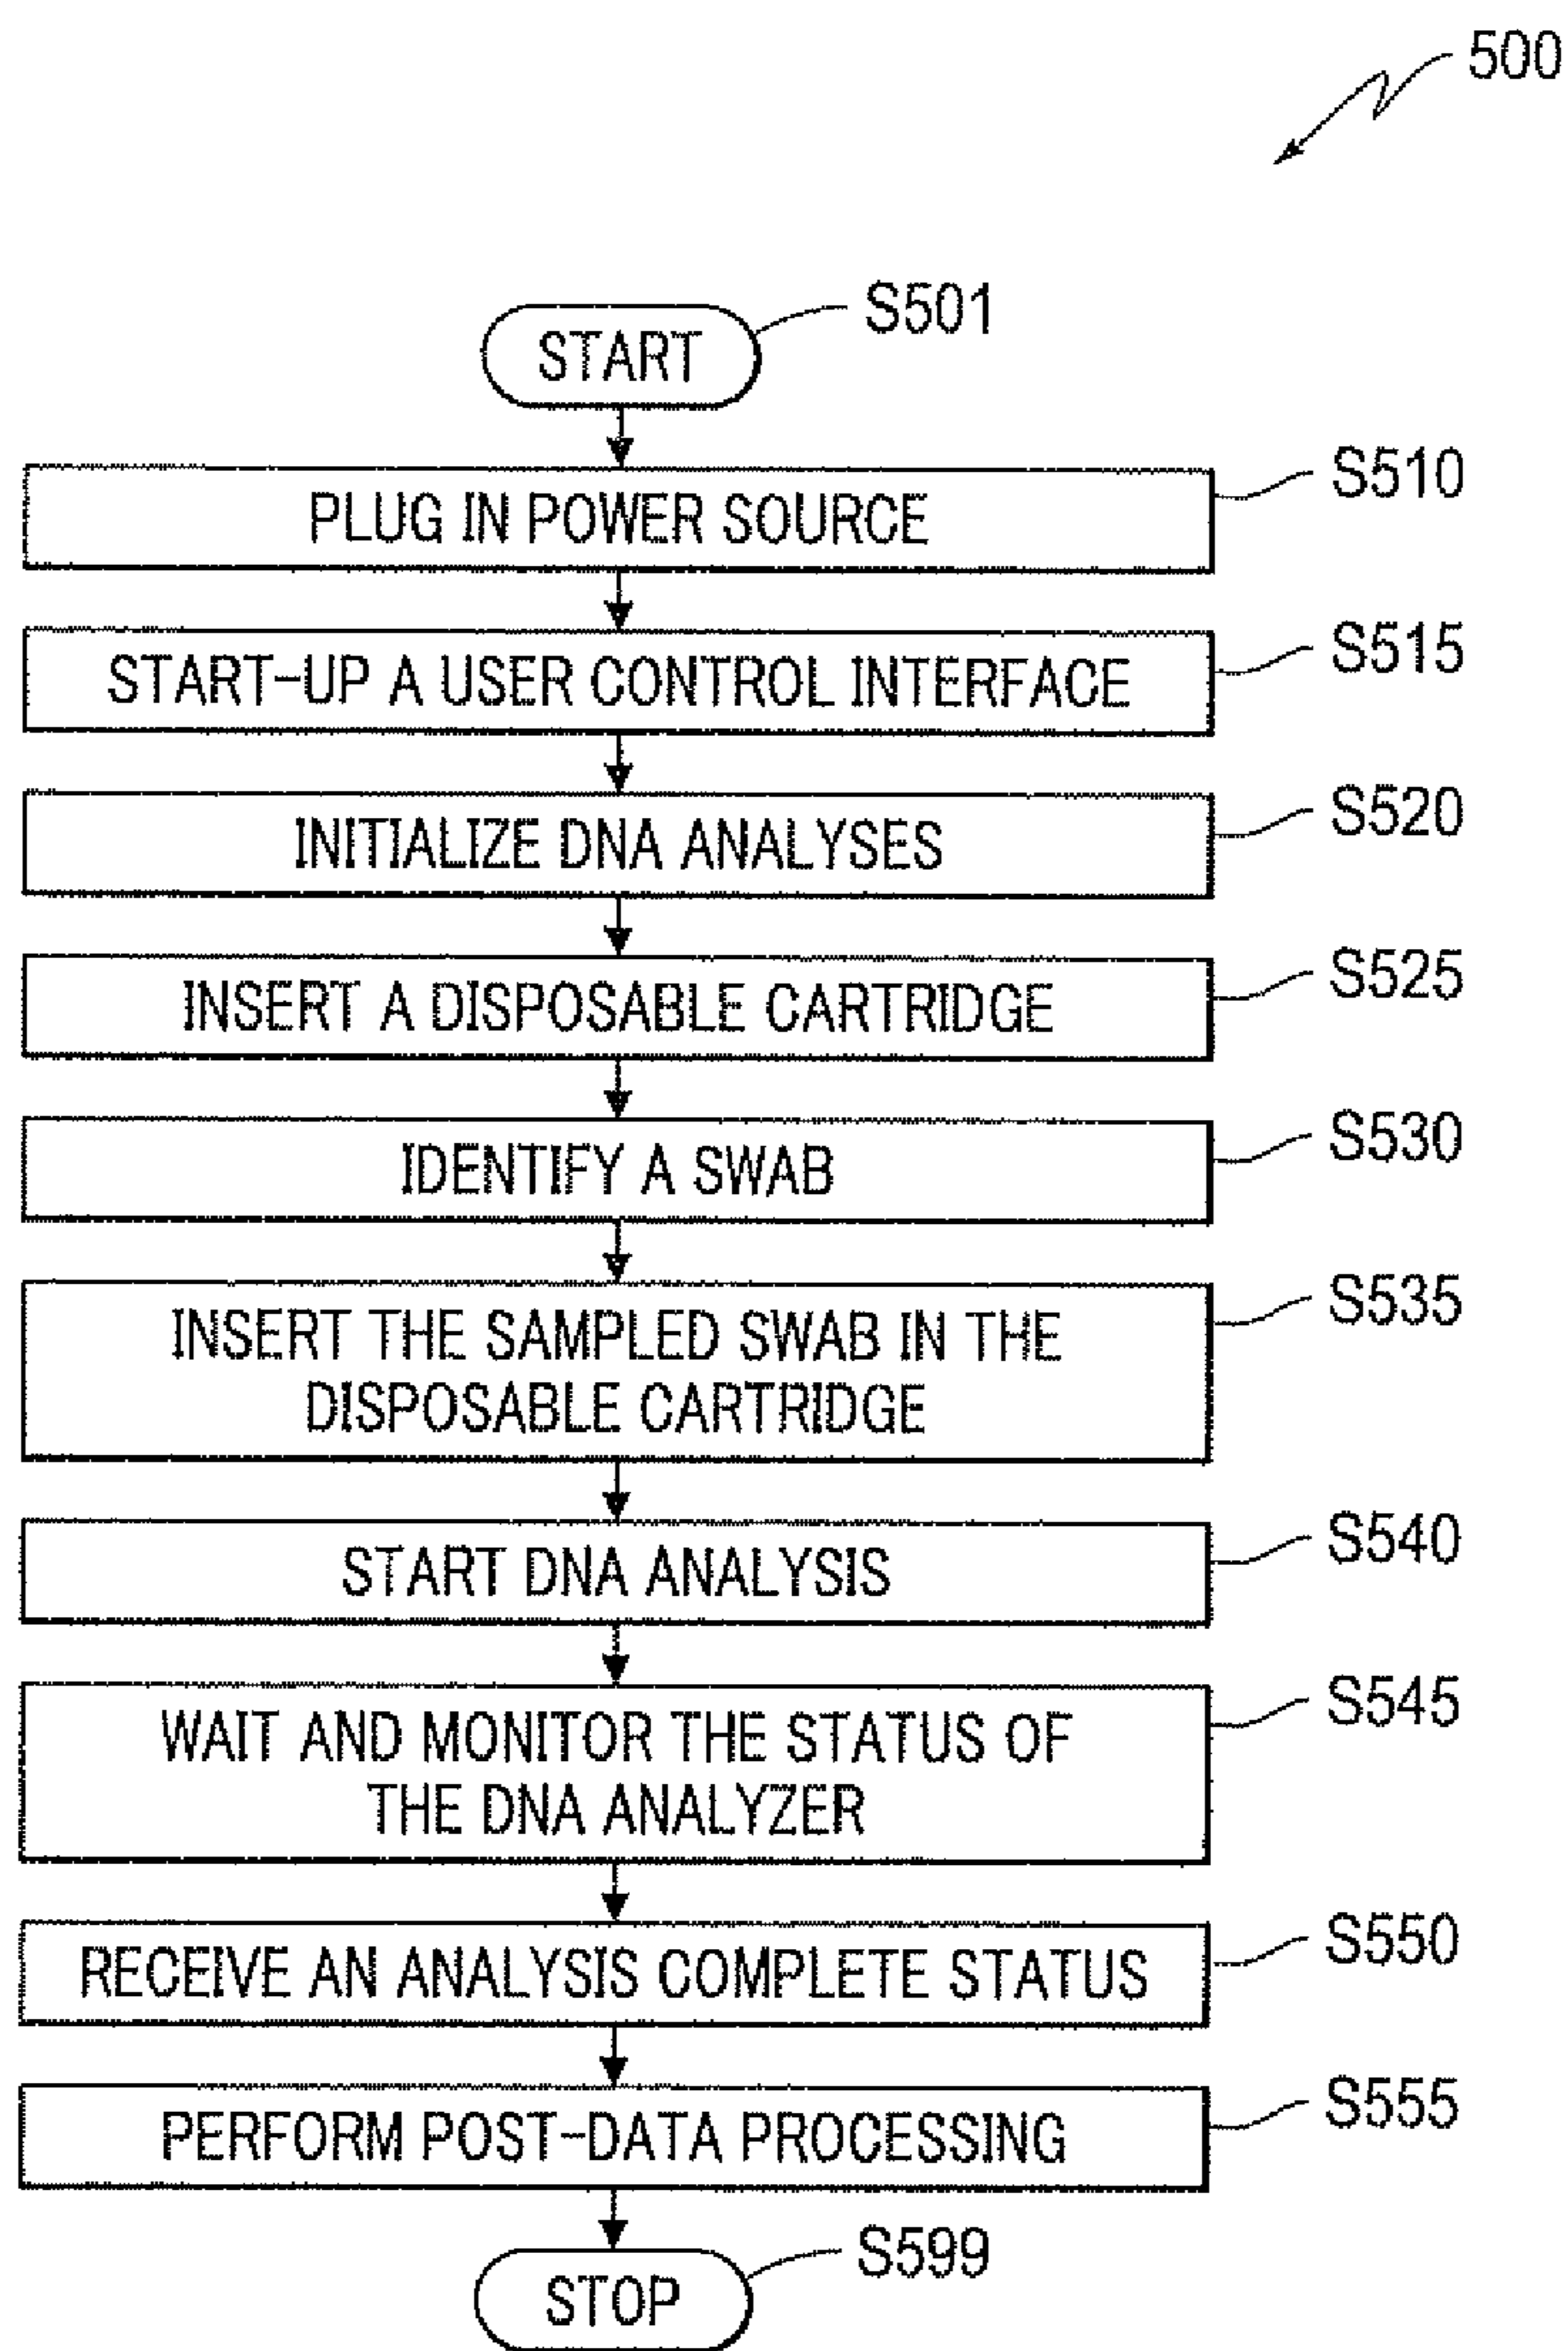 500
START
S501
PLUG IN POWER SOURCE
S510
START-UP A USER CONTROL INTERFACE
S515
INITIALIZE DNA ANALYSES
S520
INSERT A DISPOSABLE CARTRIDGE
S525
IDENTIFY A SWAB
S530
INSERT THE SAMPLED SWAB IN THE
DISPOSABLE CARTRIDGE
S535
START DNA ANALYSIS
S540
WAIT AND MONITOR THE STATUS OF
THE DNA ANALYZER
S545
RECEIVE AN ANALYSIS COMPLETE STATUS
S550
PERFORM POST-DATA PROCESSING
S555
STOP
S599